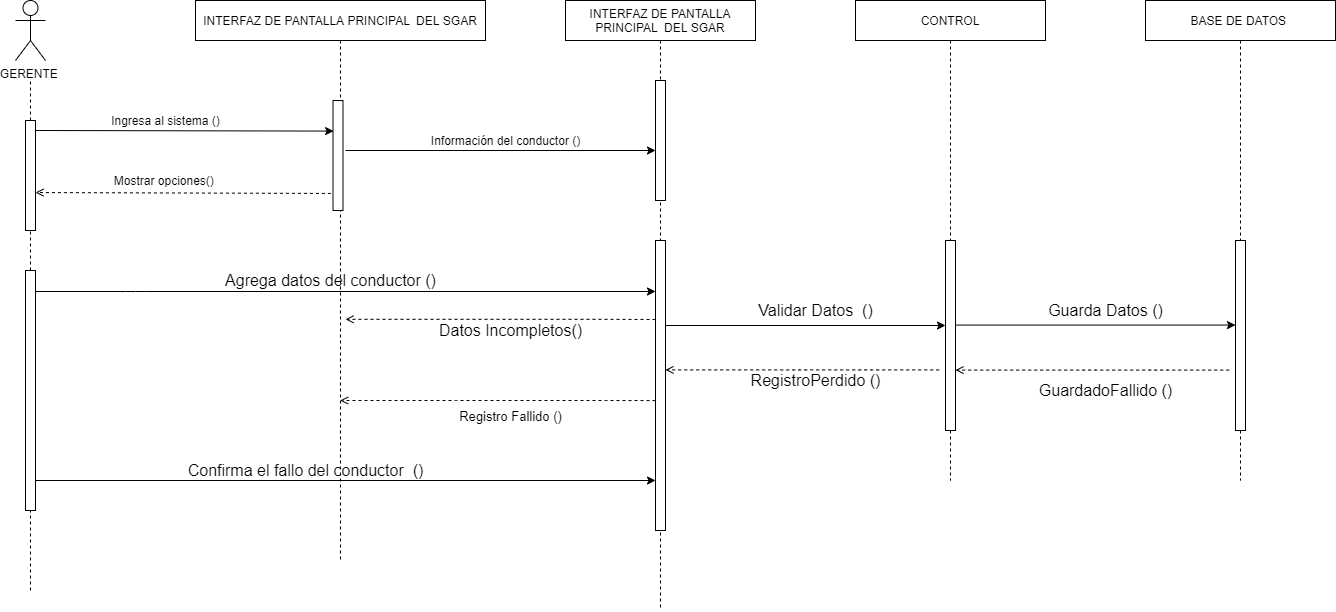 INTERFAZ DE PANTALLA PRINCIPAL  DEL SGAR
INTERFAZ DE PANTALLA
PRINCIPAL  DEL SGAR
CONTROL
BASE DE DATOS
GERENTE
Ingresa al sistema ()
Información del conductor ()
Mostrar opciones()
Agrega datos del conductor ()
Datos Incompletos()
Validar Datos  ()
Guarda Datos ()
RegistroPerdido ()
GuardadoFallido ()
Registro Fallido ()
Confirma el fallo del conductor  ()